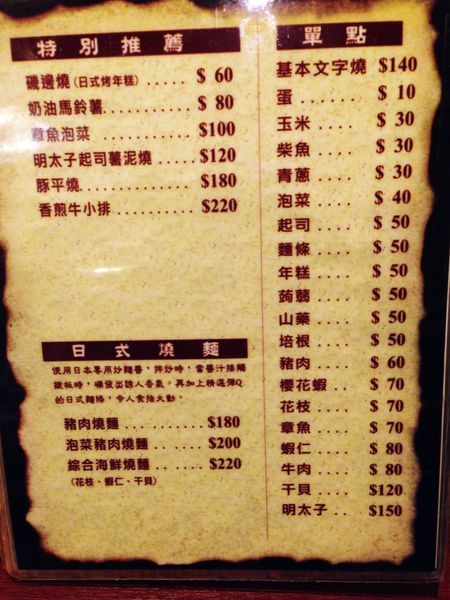 特別推薦
磯邊燒(日式烤年糕)..... $ 60
奶油馬鈴薯............ $ 80
章魚泡菜 ............. $100
明太子起司薯泥燒 ..... $120
豚平燒............... $180
香煎牛小排........... $220
日式燒麵
使用日本專用炒麵醬，拌炒時，當醬汁接觸
鐵板時，爆發出誘人香氣，再加上精選彈Q
的日式麵條，令人食指大動。
豬肉燒麵 ............ $180
泡菜豬肉燒麵 ........ $200
綜合海鮮燒麵 ........ $220
(花枝、蝦仁、干貝)
單點
基本文字燒 $140
蛋 ....... $ 10
玉米 .... $ 30
柴魚 .... $ 30
青蔥 .... $ 30
泡菜 .... $ 40
起司 .... $ 50
麵條 .... $ 50
年糕 .... $ 50
蒟蒻 .... $ 50
山藥 .... $ 50
培根 .... $ 50
豬肉 .... $ 60
櫻花蝦 .. $ 70
花枝 .... $ 70
章魚 .... $ 70
蝦仁 .... $ 80
牛肉 .... $ 80
干貝 .... $120
明太子 .. $150